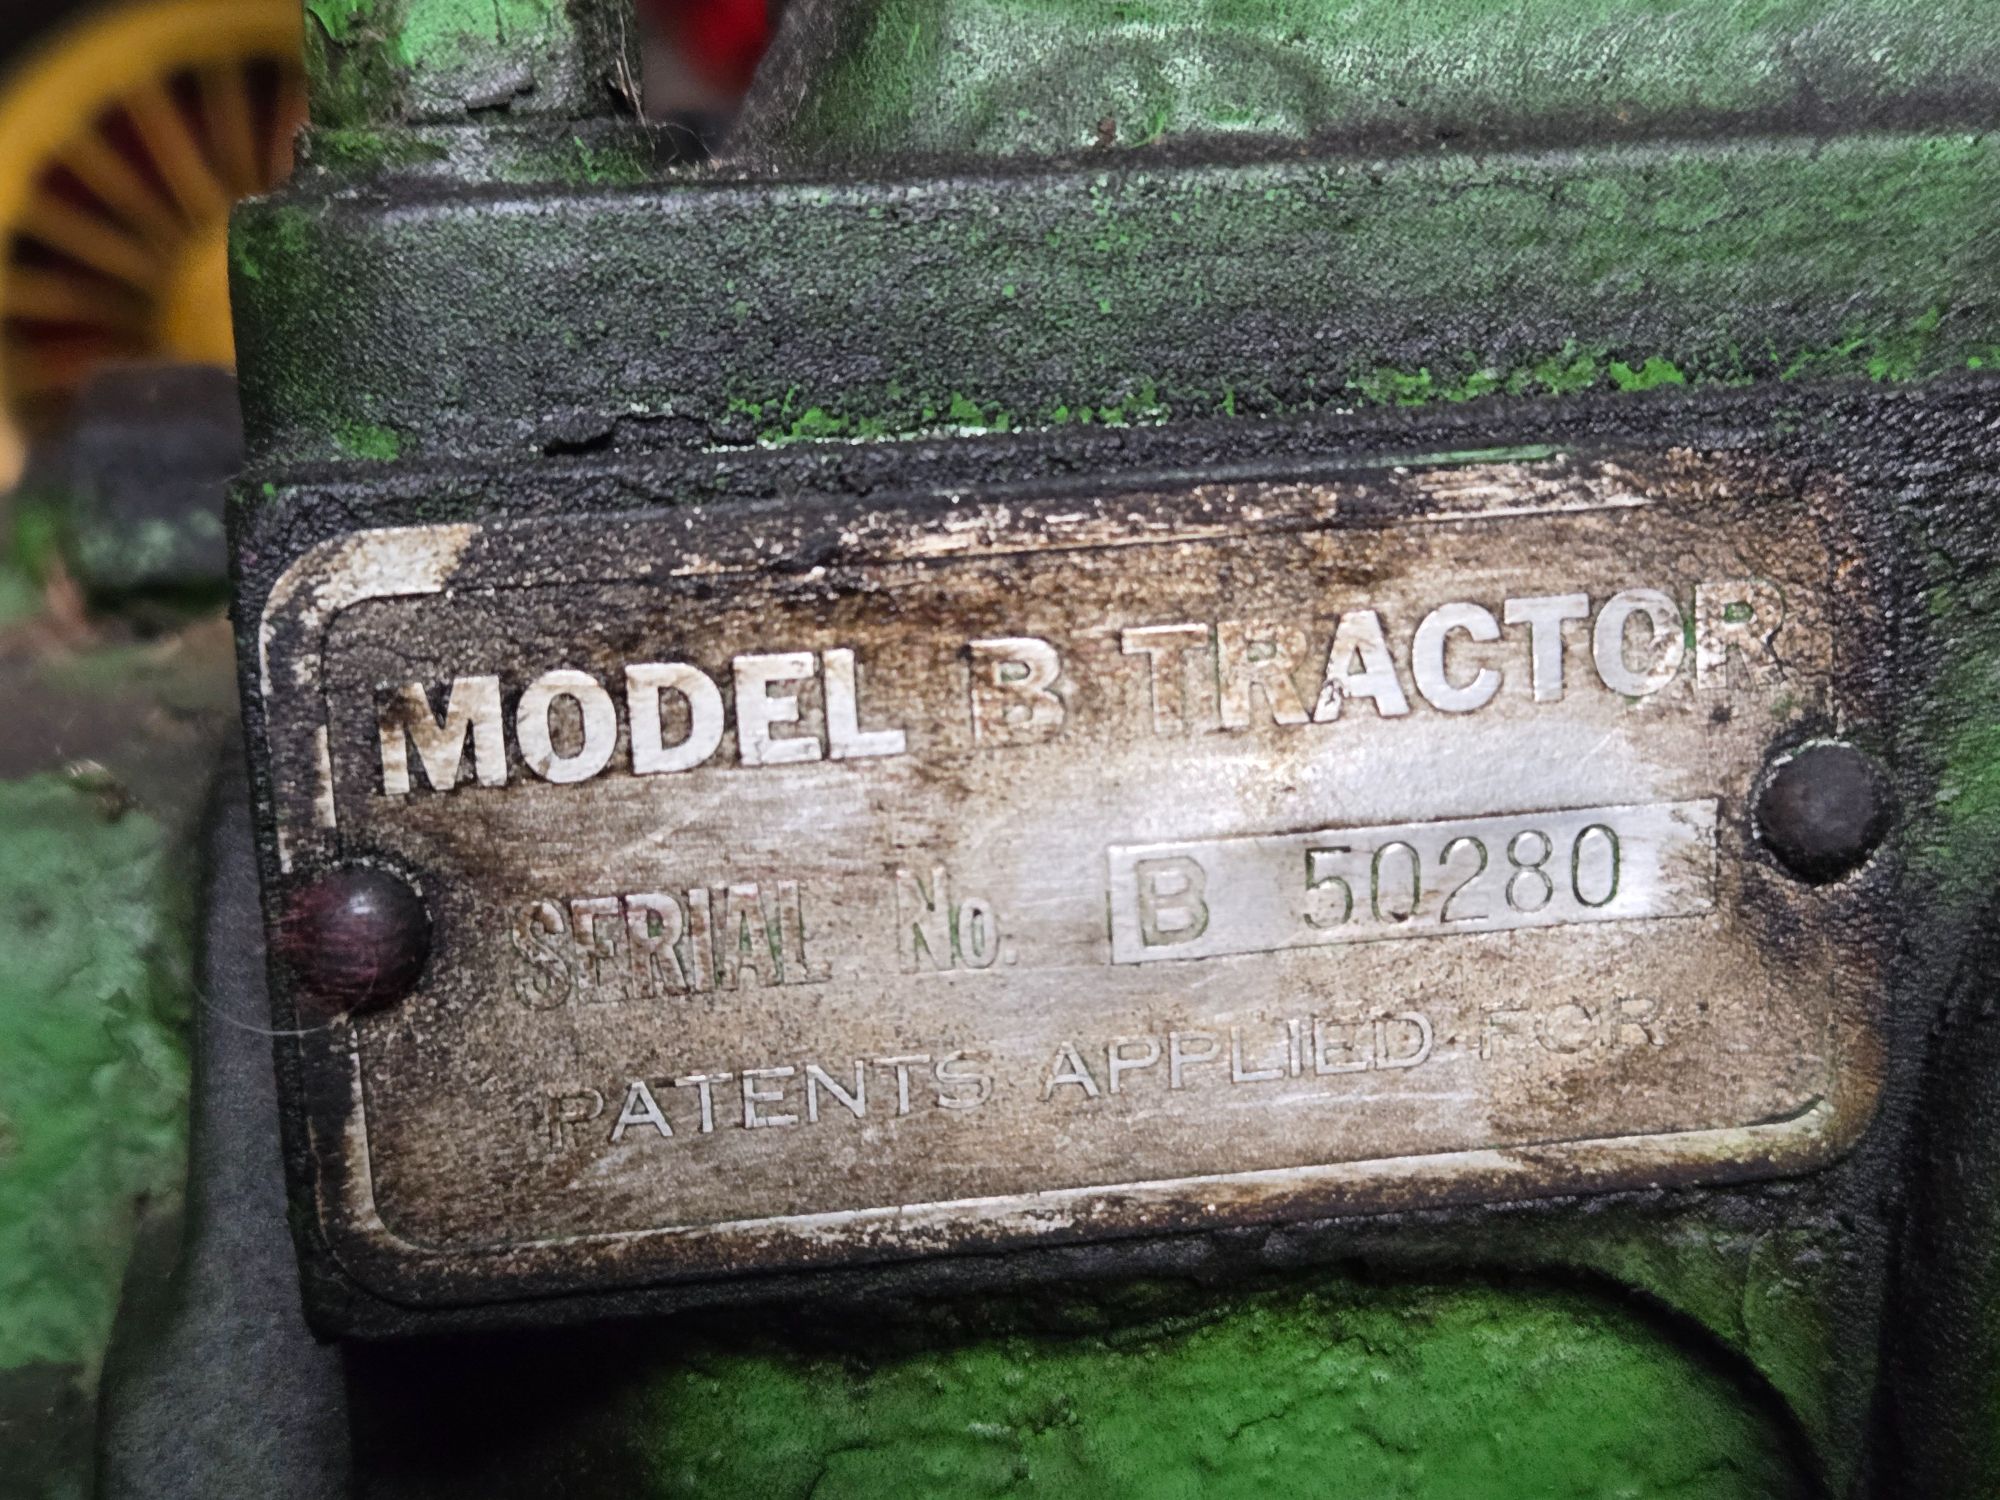 MODEL B TRACTOR
SERIAL No. B 50280
PATENTS APPLIED FOR